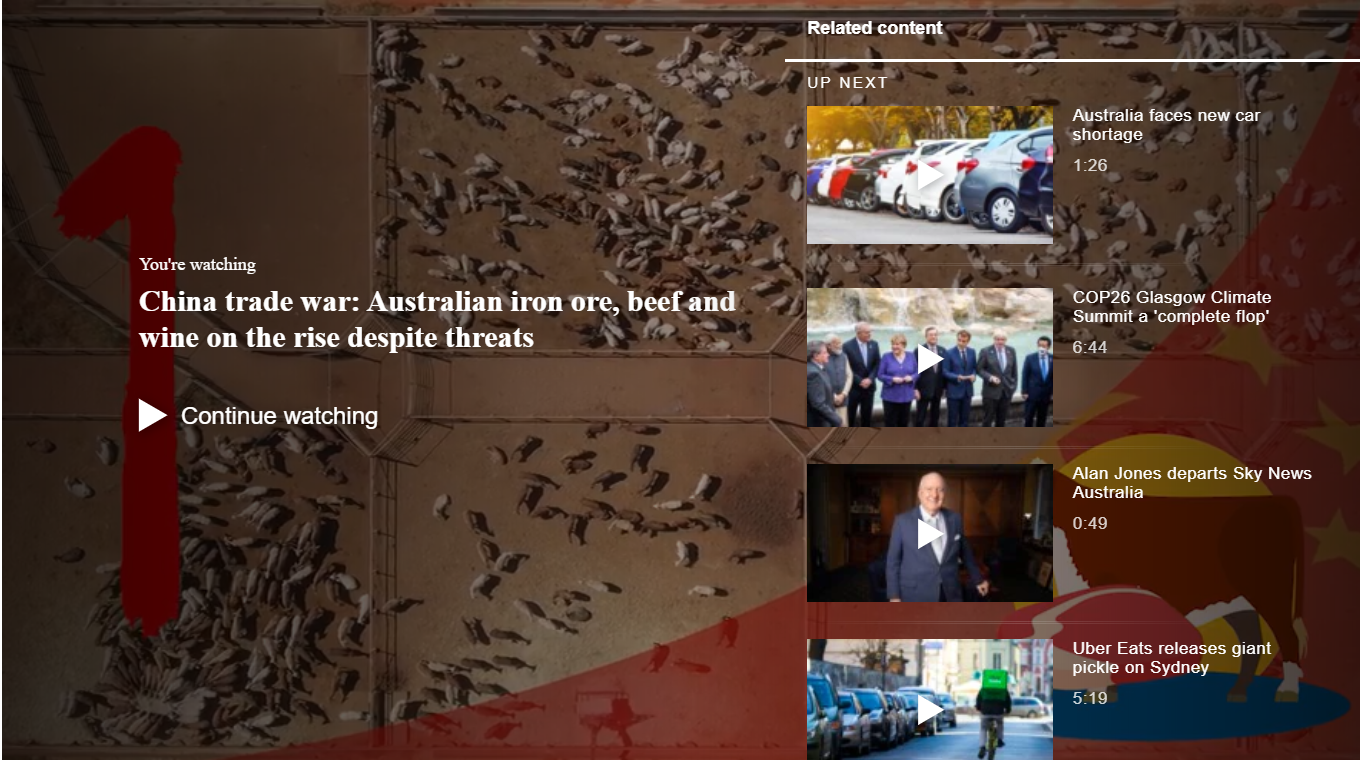 You're watching
China trade war: Australian iron ore, beef and
wine on the rise despite threats
Continue watching
Related content
UP NEXT
Australia faces new car
shortage
1:26
COP26 Glasgow Climate
Summit a 'complete flop'
6:44
Alan Jones departs Sky News
Australia
0:49
Uber Eats releases giant
pickle on Sydney
5:19
1